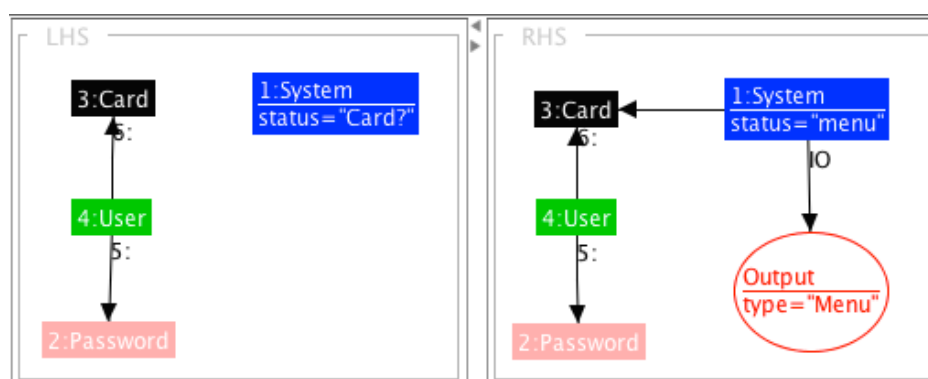 LHS
3:Card
6:
1:System
status="Card?"
4:User
5:
2:Password
RHS
3:Card
6:
1:System
status="menu"
IO
4:User
5:
Output
type="Menu"
2:Password